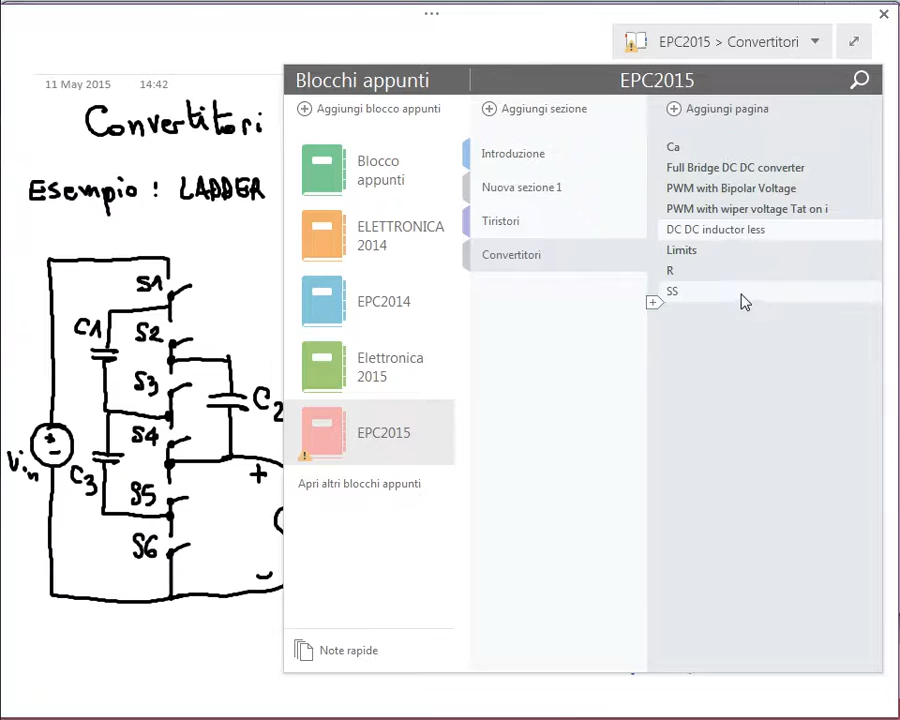 EPC2015 > Convertitori
11 May 2015 14:42
Convertitori
Esempio : LADDER
S1
C1
S2
S3
C2
S4
Vin
C3
S5
S6
+
-
Blocchi appunti
EPC2015
Aggiungi blocco appunti
Aggiungi sezione
Aggiungi pagina
Blocco
appunti
ELETTRONICA
2014
EPC2014
Elettronica
2015
EPC2015
Apri altri blocchi appunti
Note rapide
Introduzione
Nuova sezione 1
Tiristori
Convertitori
Ca
Full Bridge DC DC converter
PWM with Bipolar Voltage
PWM with wiper voltage Tat on i
DC DC inductor less
Limits
R
SS